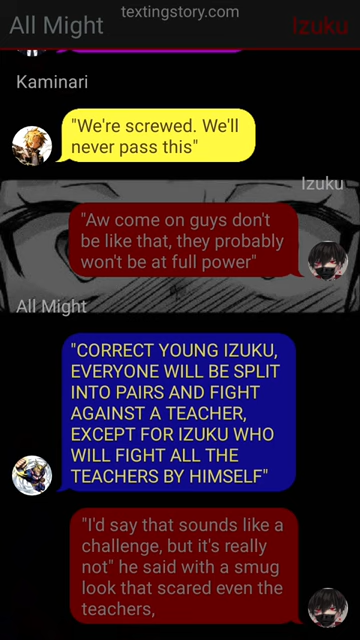 textingstory.com
All Might
Izuku
Kaminari
"We're screwed. We'll
never pass this"
Izuku
"Aw come on guys don't
be like that, they probably
won't be at full power"
All Might
"CORRECT YOUNG IZUKU,
EVERYONE WILL BE SPLIT
INTO PAIRS AND FIGHT
AGAINST A TEACHER,
EXCEPT FOR IZUKU WHO
WILL FIGHT ALL THE
TEACHERS BY HIMSELF"
"I'd say that sounds like a
challenge, but it's really
not" he said with a smug
look that scared even the
teachers,